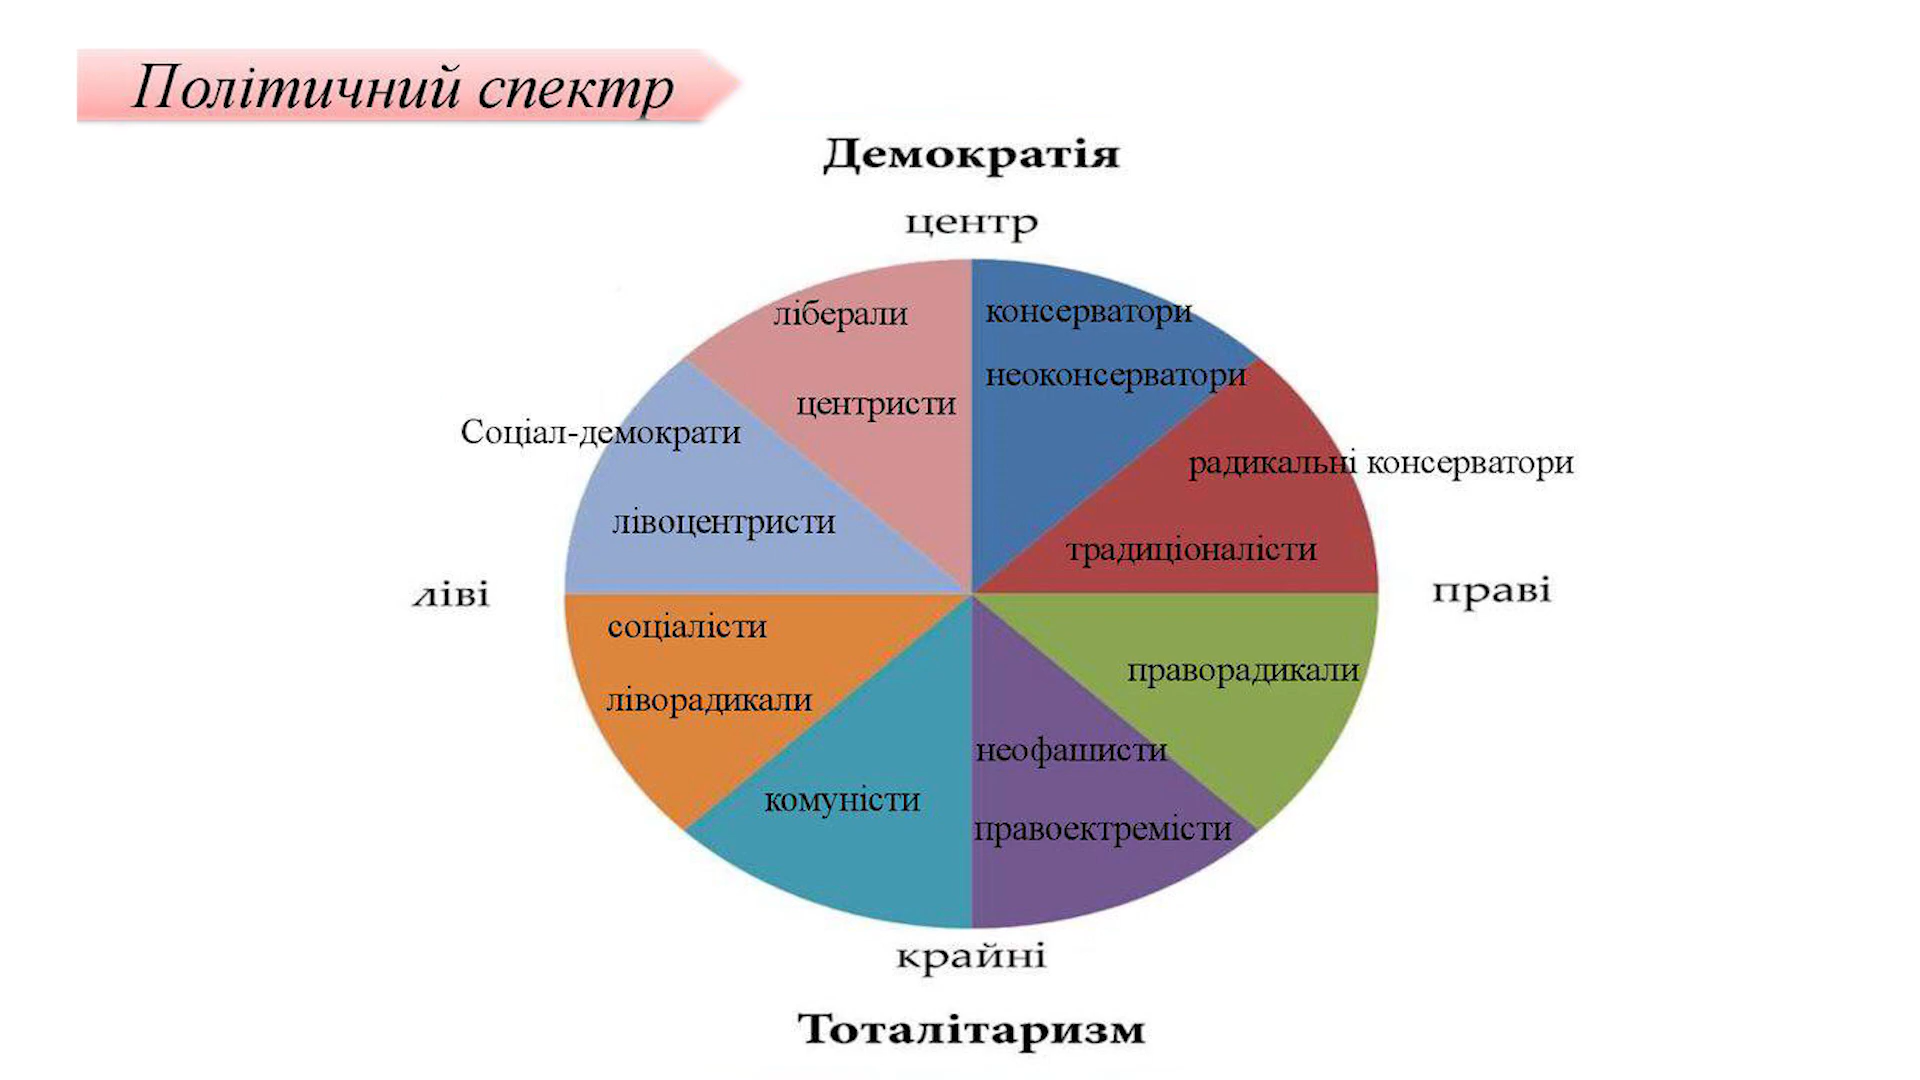 Політичний спектр
Демократія
центр
ліберали
консерватори
неоконсерватори
центристи
Соціал-демократи
радикальні консерватори
лівоцентристи
традиціоналісти
ліві
праві
соціалісти
праворадикали
ліворадикали
неофашисти
комуністи
правоектремісти
крайні
Тоталітаризм